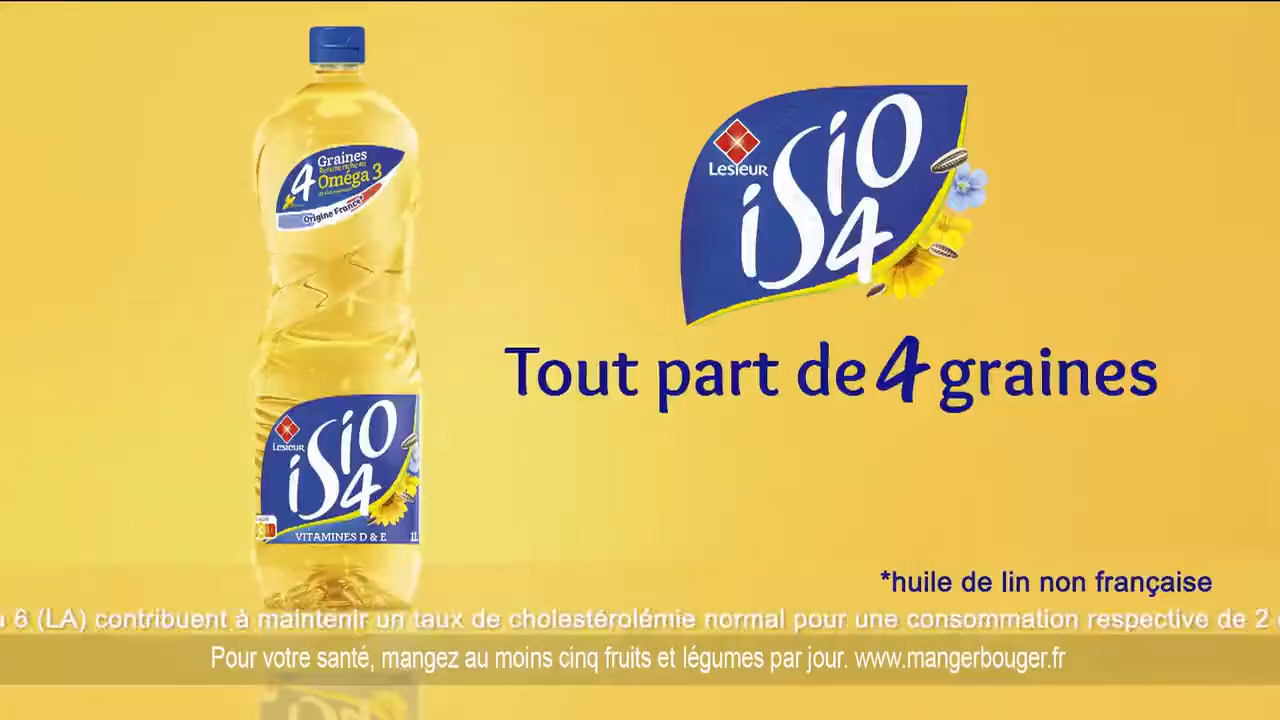 4 Graines
Oméga 3
Origine France
Lesieur
iSiO
4
Tout part de 4 graines
Lesieur
iSiO
4
VITAMINES D & E
1L
*huile de lin non française
6 (LA) contribuent à maintenir un taux de cholestérolémie normal pour une consommation respective de 2
Pour votre santé, mangez au moins cinq fruits et légumes par jour. www.mangerbouger.fr